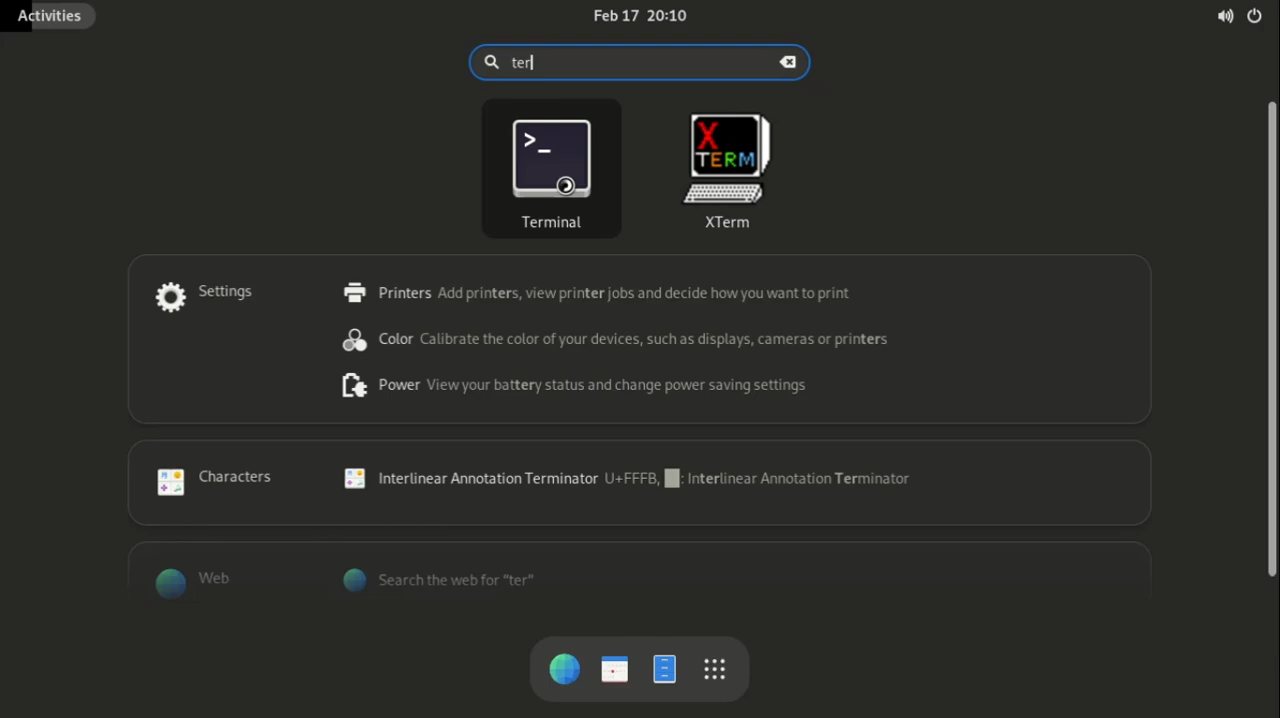 Activities
Feb 17 20:10
ter
>_
X
TERM
Terminal
XTerm
Settings
Printers Add printers, view printer jobs and decide how you want to print
Color Calibrate the color of your devices, such as displays, cameras or printers
Power View your battery status and change power saving settings
Characters
Interlinear Annotation Terminator U+FFFB, : Interlinear Annotation Terminator
Web
Search the web for “ter”